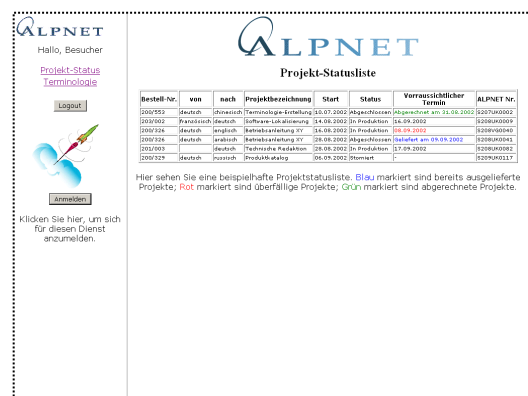 ALPNET
Hallo, Besucher
Projekt-Status
Terminologie
Logout
Anmelden
Klicken Sie hier, um sich
für diesen Dienst
anzumelden.
ALPNET
Projekt-Statusliste
Bestell-Nr. von nach Projektbezeichnung Start Status Vorraussichtlicher Termin ALPNET Nr.
200/553 deutsch chinesisch Terminologie-Erstellung 10.07.2002 Abgeschlossen Abgerechnet am 31.08.2002 S207UK0002
203/002 französisch deutsch Software-Lokalisierung 14.08.2002 In Produktion 16.09.2002 S208UK0009
200/326 deutsch englisch Betriebsanleitung XY 16.08.2002 In Produktion 08.09.2002 S208VG0040
200/326 deutsch arabisch Betriebsanleitung XY 28.08.2002 Abgeschlossen Geliefert am 09.09.2002 S208UK0041
201/003 deutsch Technische Redaktion 28.08.2002 In Produktion 17.09.2002 S208UK0082
200/329 deutsch russisch Produktkatalog 06.09.2002 Storniert - S209UK0117
Hier sehen Sie eine beispielhafte Projektstatusliste. Blau markiert sind bereits ausgelieferte
Projekte; Rot markiert sind überfällige Projekte; Grün markiert sind abgerechnete Projekte.